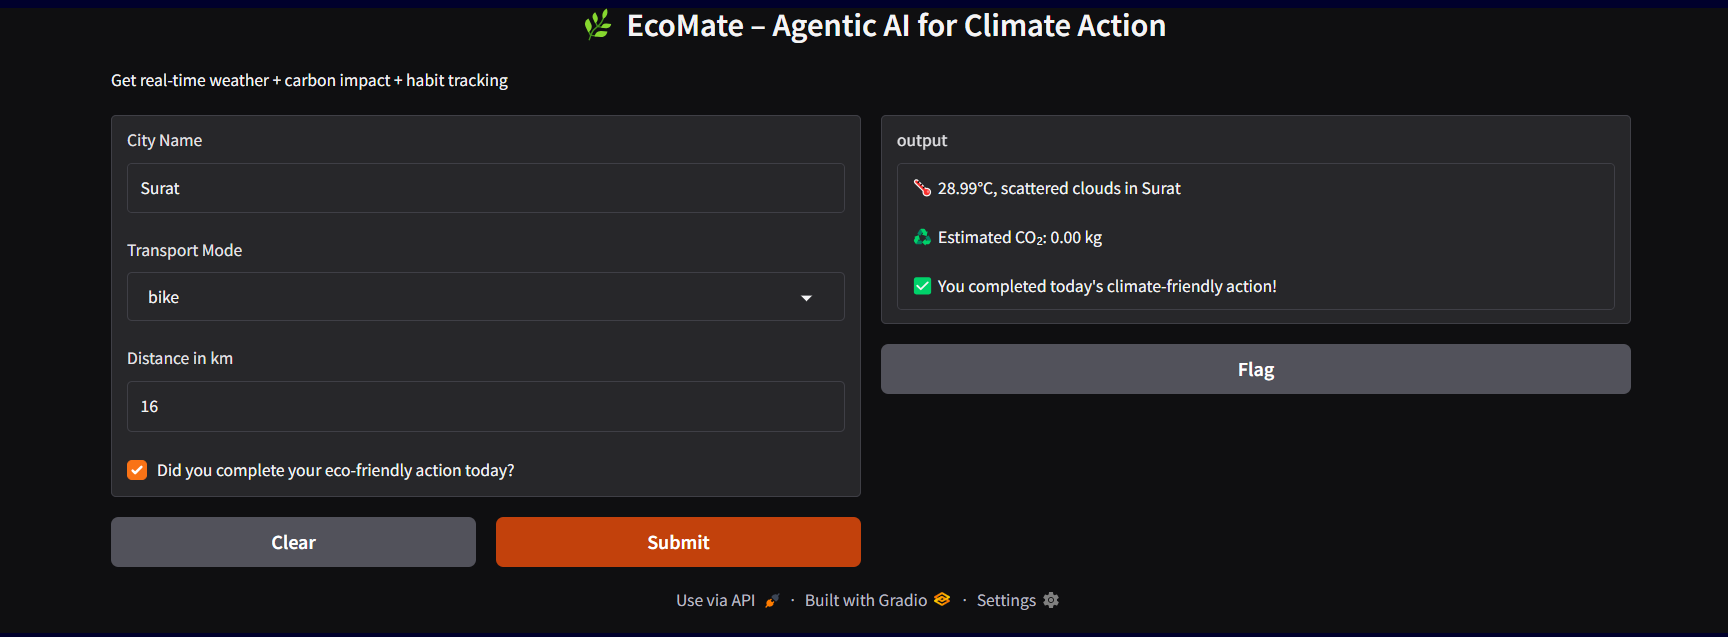 🌿 EcoMate – Agentic AI for Climate Action
Get real-time weather + carbon impact + habit tracking
City Name
Surat
Transport Mode
bike
Distance in km
16
Did you complete your eco-friendly action today?
Clear
Submit
output
🌡️ 28.99°C, scattered clouds in Surat
♻️ Estimated CO₂: 0.00 kg
✅ You completed today's climate-friendly action!
Flag
Use via API 🚀 · Built with Gradio · Settings ⚙️